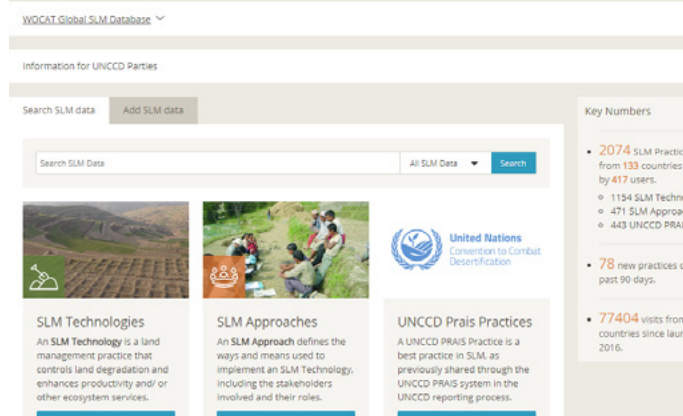 WOCAT Global SLM Database
Information for UNCCD Parties
Search SLM data
Add SLM data
Search SLM Data
All SLM Data
Search
United Nations
Convention to Combat
Desertification
SLM Technologies
An SLM Technology is a land
management practice that
controls land degradation and
enhances productivity and/ or
other ecosystem services.
SLM Approaches
An SLM Approach defines the
ways and means used to
implement an SLM Technology,
including the stakeholders
involved and their roles.
UNCCD Prais Practices
A UNCCD PRAIS Practice is a
best practice in SLM, as
previously shared through the
UNCCD PRAIS system in the
UNCCD reporting process.
Key Numbers
2074 SLM Practic
from 133 countries
by 417 users.
1154 SLM Techno
471 SLM Approa
443 UNCCD PRAI
78 new practices
past 90 days.
77404 visits from
countries since laun
2016.